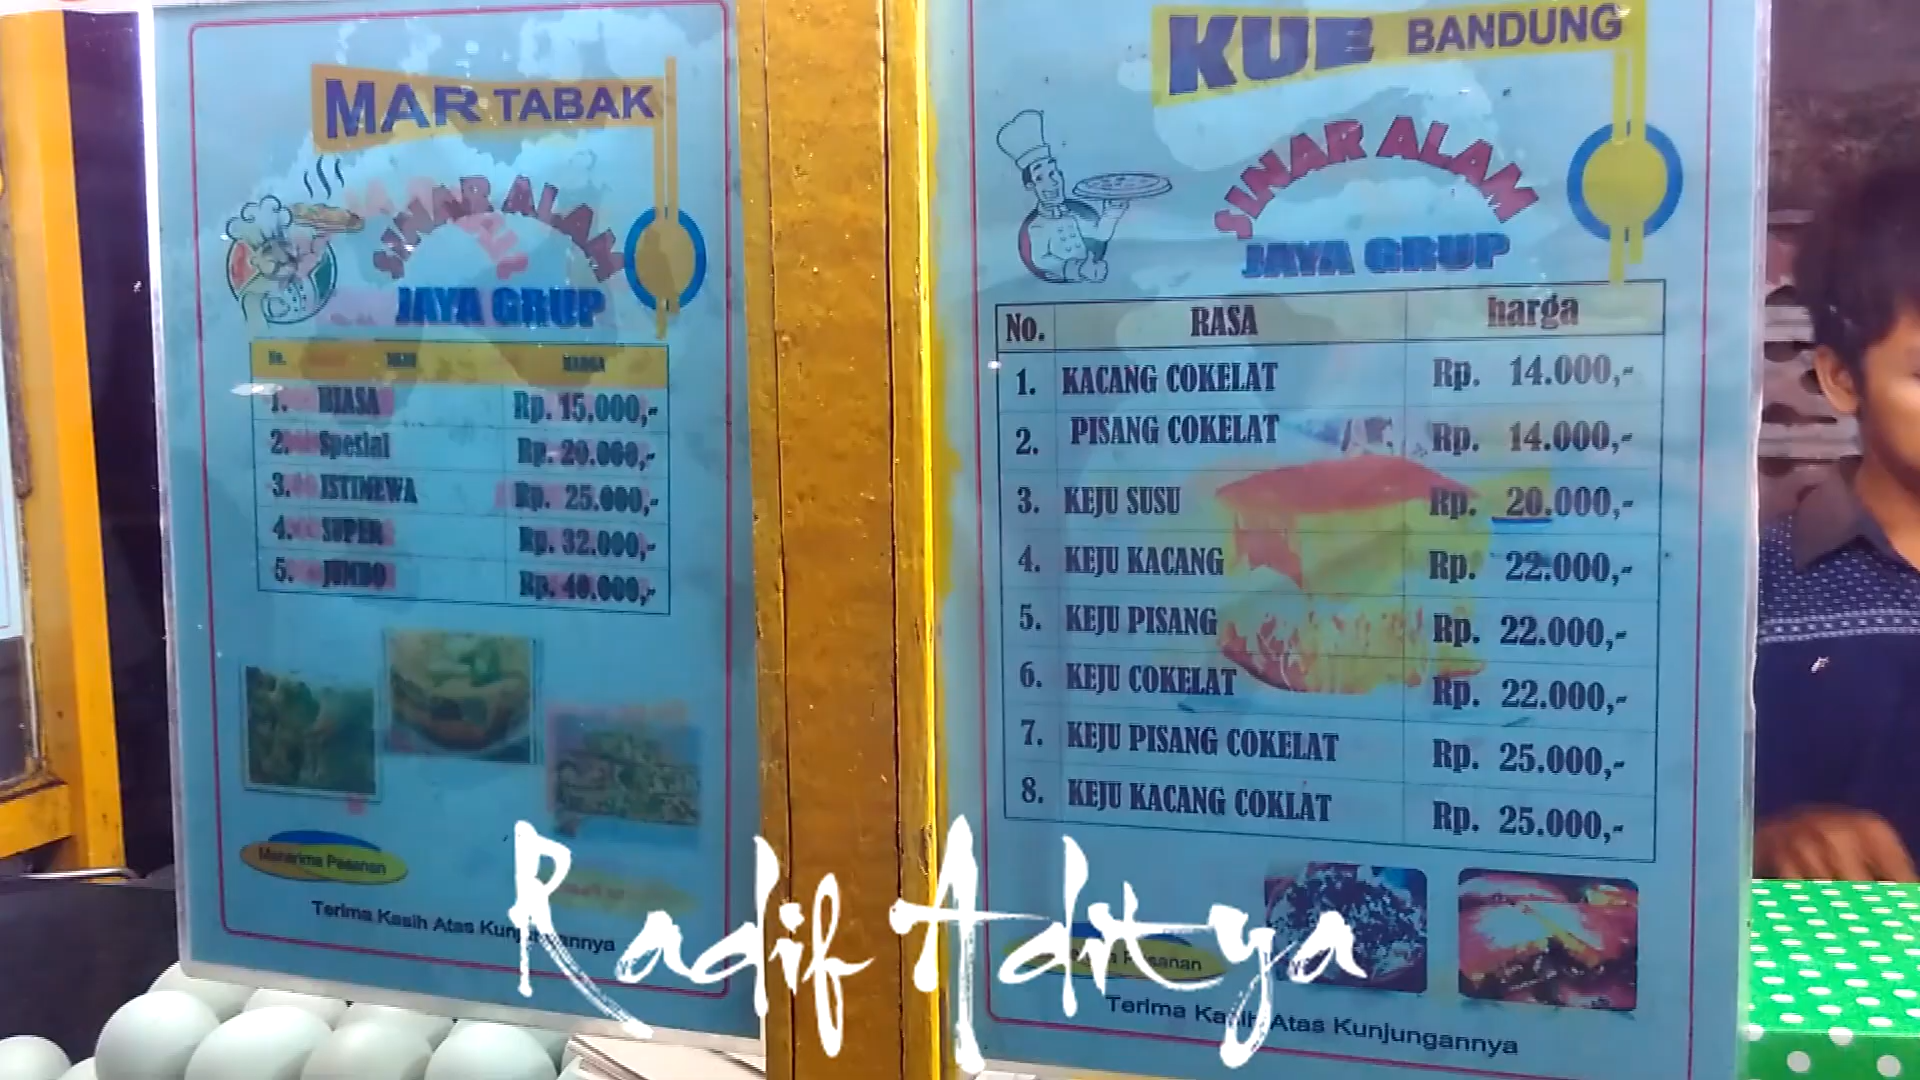 MARTABAK
SINAR ALAM
JAYA GRUP
No. HARGA
1. BIASA Rp. 15.000,-
2. Spesial Rp. 20.000,-
3. ISTIMEWA Rp. 25.000,-
4. SUPER Rp. 32.000,-
5. JUMBO Rp. 40.000,-
Menerima Pesanan
Terima Kasih Atas Kunjungannya
KUE BANDUNG
SINAR ALAM
JAYA GRUP
No. RASA harga
1. KACANG COKELAT Rp. 14.000,-
2. PISANG COKELAT Rp. 14.000,-
3. KEJU SUSU Rp. 20.000,-
4. KEJU KACANG Rp. 22.000,-
5. KEJU PISANG Rp. 22.000,-
6. KEJU COKELAT Rp. 22.000,-
7. KEJU PISANG COKELAT Rp. 25.000,-
8. KEJU KACANG COKLAT Rp. 25.000,-
Pesanan
Terima Kasih Atas Kunjungannya
Radif Aditya